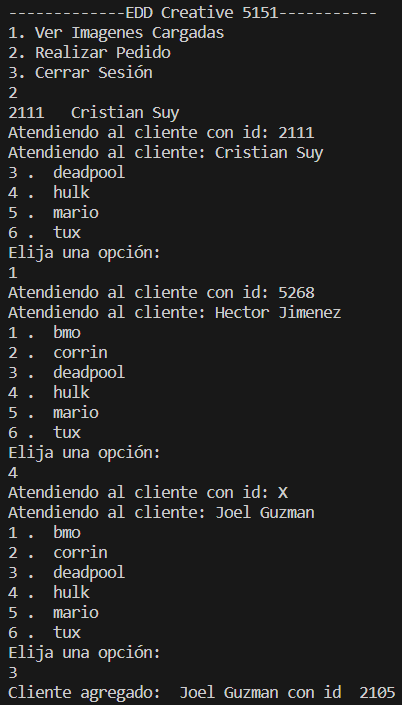 -------------EDD Creative 5151-----------
1. Ver Imagenes Cargadas
2. Realizar Pedido
3. Cerrar Sesión
2
2111   Cristian Suy
Atendiendo al cliente con id: 2111
Atendiendo al cliente: Cristian Suy
3 .  deadpool
4 .  hulk
5 .  mario
6 .  tux
Elija una opción:
1
Atendiendo al cliente con id: 5268
Atendiendo al cliente: Hector Jimenez
1 .  bmo
2 .  corrin
3 .  deadpool
4 .  hulk
5 .  mario
6 .  tux
Elija una opción:
4
Atendiendo al cliente con id: X
Atendiendo al cliente: Joel Guzman
1 .  bmo
2 .  corrin
3 .  deadpool
4 .  hulk
5 .  mario
6 .  tux
Elija una opción:
3
Cliente agregado:  Joel Guzman con id  2105